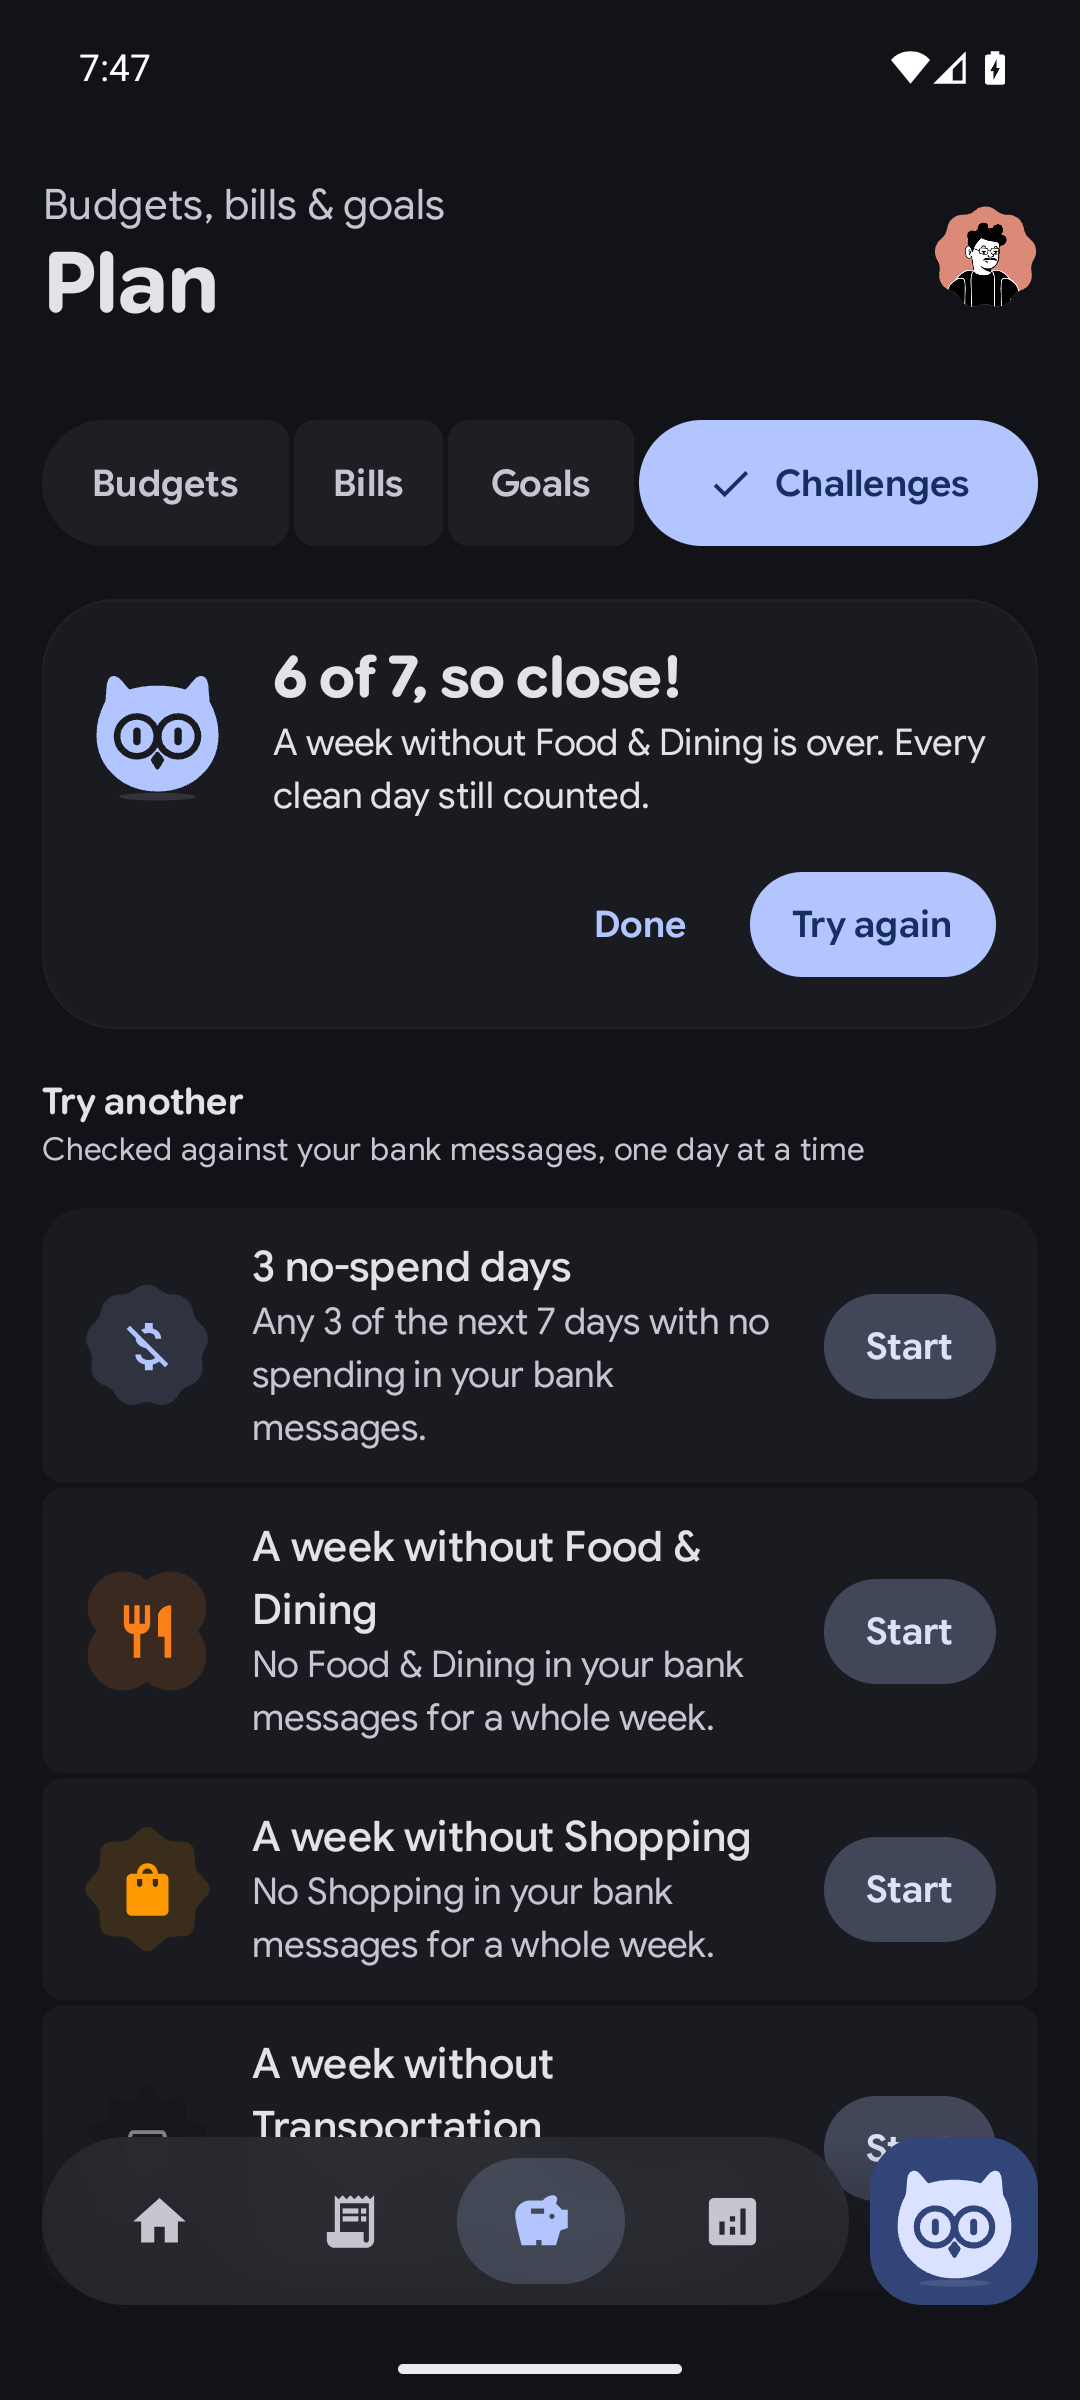 7:47
Budgets, bills & goals
Plan
Budgets
Bills
Goals
Challenges
6 of 7, so close!
A week without Food & Dining is over. Every
clean day still counted.
Done
Try again
Try another
Checked against your bank messages, one day at a time
3 no-spend days
Any 3 of the next 7 days with no
spending in your bank
messages.
Start
A week without Food &
Dining
No Food & Dining in your bank
messages for a whole week.
Start
A week without Shopping
No Shopping in your bank
messages for a whole week.
Start
A week without
Transportation